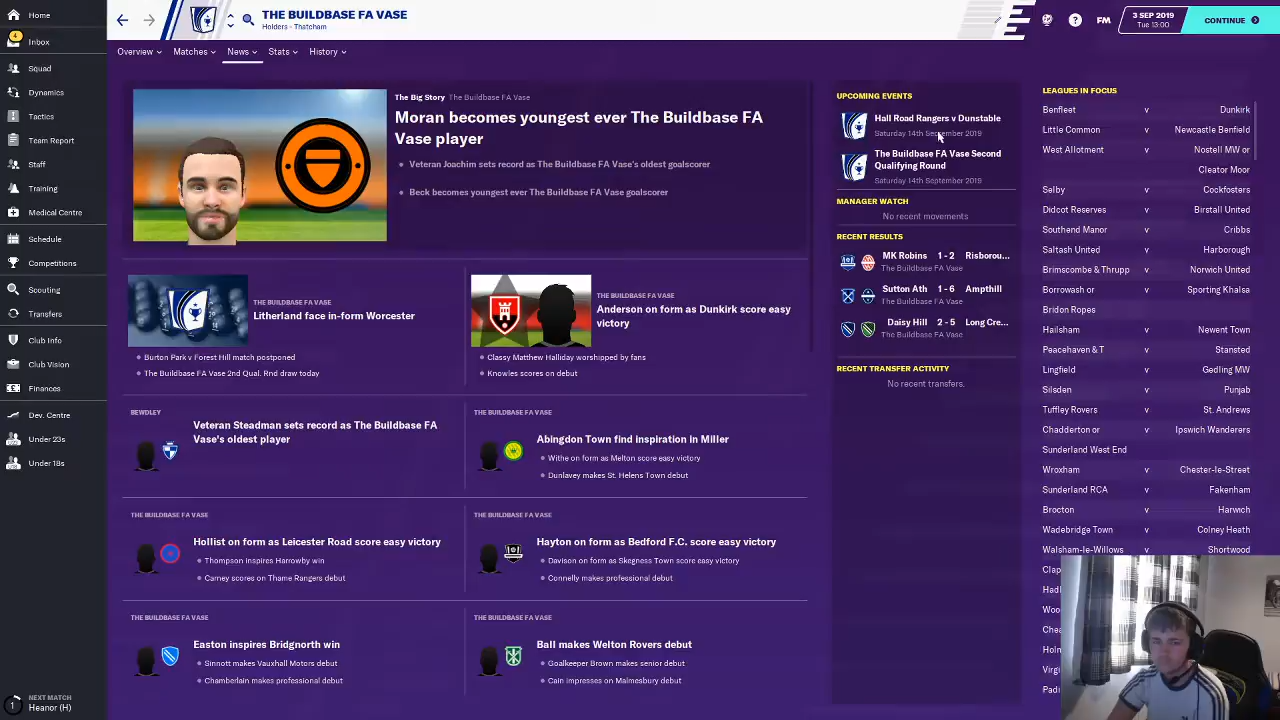 THE BUILDBASE FA VASE
Holders - Thatcham
FM
3 SEP 2019
Tue 13:00
CONTINUE
Overview
Matches
News
Stats
History
4
Inbox
Squad
Dynamics
Tactics
Team Report
Staff
Training
Medical Centre
Schedule
Competitions
Scouting
Transfers
Club Info
Club Vision
Finances
Dev. Centre
Under 23s
Under 18s
1
NEXT MATCH
Heanor (H)
The Big Story The Buildbase FA Vase
Moran becomes youngest ever The Buildbase FA
Vase player
Veteran Joachim sets record as The Buildbase FA Vase's oldest goalscorer
Beck becomes youngest ever The Buildbase FA Vase goalscorer
THE BUILDBASE FA VASE
Litherland face in-form Worcester
Burton Park v Forest Hill match postponed
The Buildbase FA Vase 2nd Qual. Rnd draw today
THE BUILDBASE FA VASE
Anderson on form as Dunkirk score easy
victory
Classy Matthew Halliday worshipped by fans
Knowles scores on debut
BEWDLEY
Veteran Steadman sets record as The Buildbase FA
Vase's oldest player
THE BUILDBASE FA VASE
Abingdon Town find inspiration in Miller
Withe on form as Melton score easy victory
Dunlavey makes St. Helens Town debut
THE BUILDBASE FA VASE
Hollist on form as Leicester Road score easy victory
Thompson inspires Harrowby win
Carney scores on Thame Rangers debut
THE BUILDBASE FA VASE
Hayton on form as Bedford F.C. score easy victory
Davison on form as Skegness Town score easy victory
Connelly makes professional debut
THE BUILDBASE FA VASE
Easton inspires Bridgnorth win
Sinnott makes Vauxhall Motors debut
Chamberlain makes professional debut
THE BUILDBASE FA VASE
Ball makes Welton Rovers debut
Goalkeeper Brown makes senior debut
Cain impresses on Malmesbury debut
UPCOMING EVENTS
Hall Road Rangers v Dunstable
Saturday 14th September 2019
The Buildbase FA Vase Second
Qualifying Round
Saturday 14th September 2019
MANAGER WATCH
No recent movements
RECENT RESULTS
MK Robins 1 - 2 Risborou...
The Buildbase FA Vase
Sutton Ath 1 - 6 Ampthill
The Buildbase FA Vase
Daisy Hill 2 - 5 Long Cre...
The Buildbase FA Vase
RECENT TRANSFER ACTIVITY
No recent transfers.
LEAGUES IN FOCUS
Benfleet v Dunkirk
Little Common v Newcastle Benfield
West Allotment v Nostell MW or
Cleator Moor
Selby v Cockfosters
Didcot Reserves v Birstall United
Southend Manor v Cribbs
Saltash United v Harborough
Brimscombe & Thrupp v Norwich United
Borrowash or v Sporting Khalsa
Bridon Ropes
Hailsham v Newent Town
Peacehaven & T v Stansted
Lingfield v Gedling MW
Silsden v Punjab
Tuffley Rovers v St. Andrews
Chadderton or v Ipswich Wanderers
Sunderland West End
Wroxham v Chester-le-Street
Sunderland RCA v Fakenham
Brocton v Harwich
Wadebridge Town v Colney Heath
Walsham-le-Willows v Shortwood
Clap
Hadl
Woo
Chea
Holm
Virgi
Padi